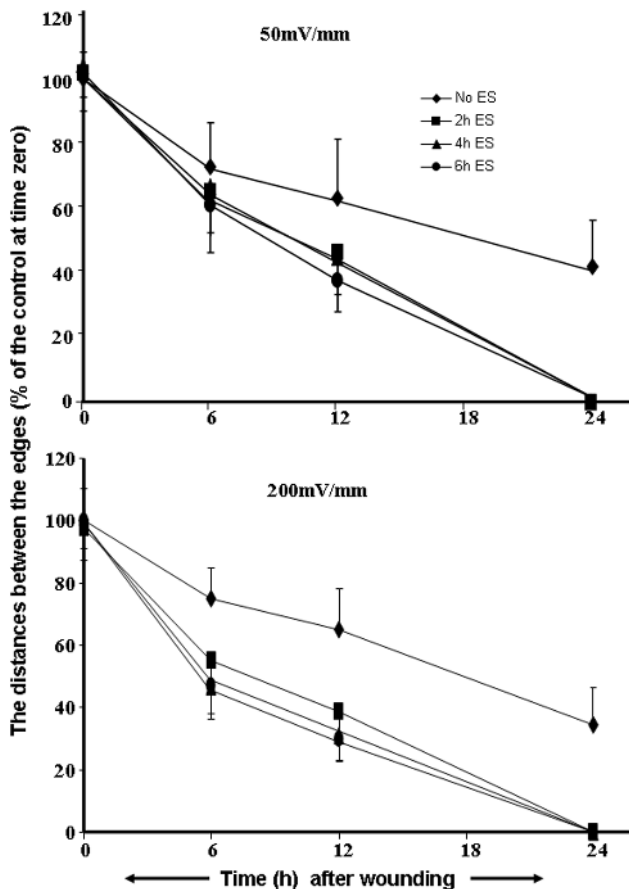 The distances between the edges (% of the control at time zero)
50mV/mm
120
100
80
60
40
20
0
No ES
2h ES
4h ES
6h ES
0 6 12 18 24
200mV/mm
120
100
80
60
40
20
0
0 6 12 18 24
Time (h) after wounding